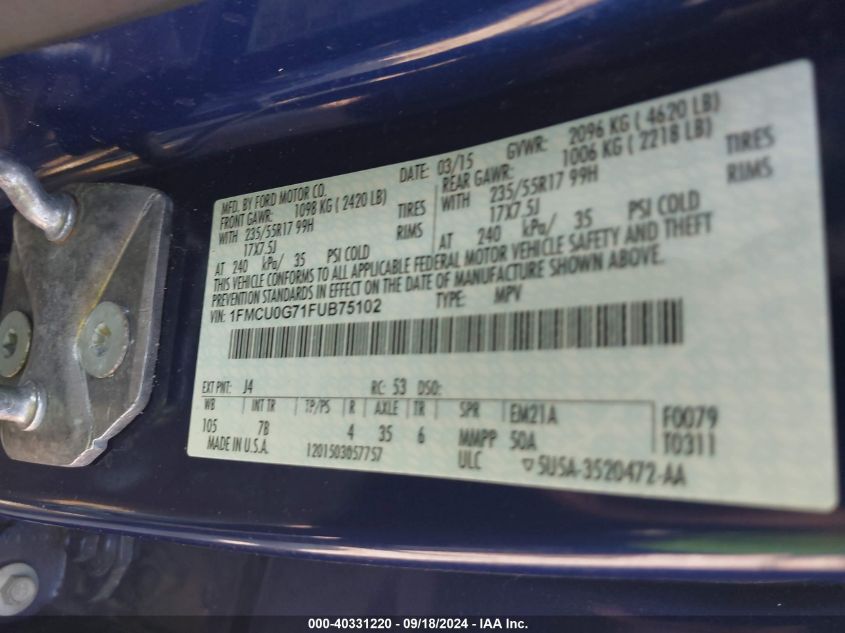 MFD. BY FORD MOTOR CO.
DATE: 03/15 GVWR: 2096 KG ( 4620 LB)
FRONT GAWR: 1098 KG ( 2420 LB)
REAR GAWR: 1006 KG ( 2218 LB)
WITH 235/55R17 99H TIRES
WITH 235/55R17 99H TIRES
17X7.5J RIMS
17X7.5J RIMS
AT 240 kPa/ 35 PSI COLD
AT 240 kPa/ 35 PSI COLD
THIS VEHICLE CONFORMS TO ALL APPLICABLE FEDERAL MOTOR VEHICLE SAFETY AND THEFT
PREVENTION STANDARDS IN EFFECT ON THE DATE OF MANUFACTURE SHOWN ABOVE.
VIN: 1FMCU0G71FUB75102 TYPE: MPV
EXT PNT: J4 RC: 53 DSO:
WB INT TR TP/PS R AXLE TR SPR EM21A F0079
105 7B 4 35 6 MMPP 50A T0311
MADE IN U.S.A. 1201503057757 ULC ▽ 5U5A-3520472-AA
000-40331220 - 09/18/2024 - IAA Inc.